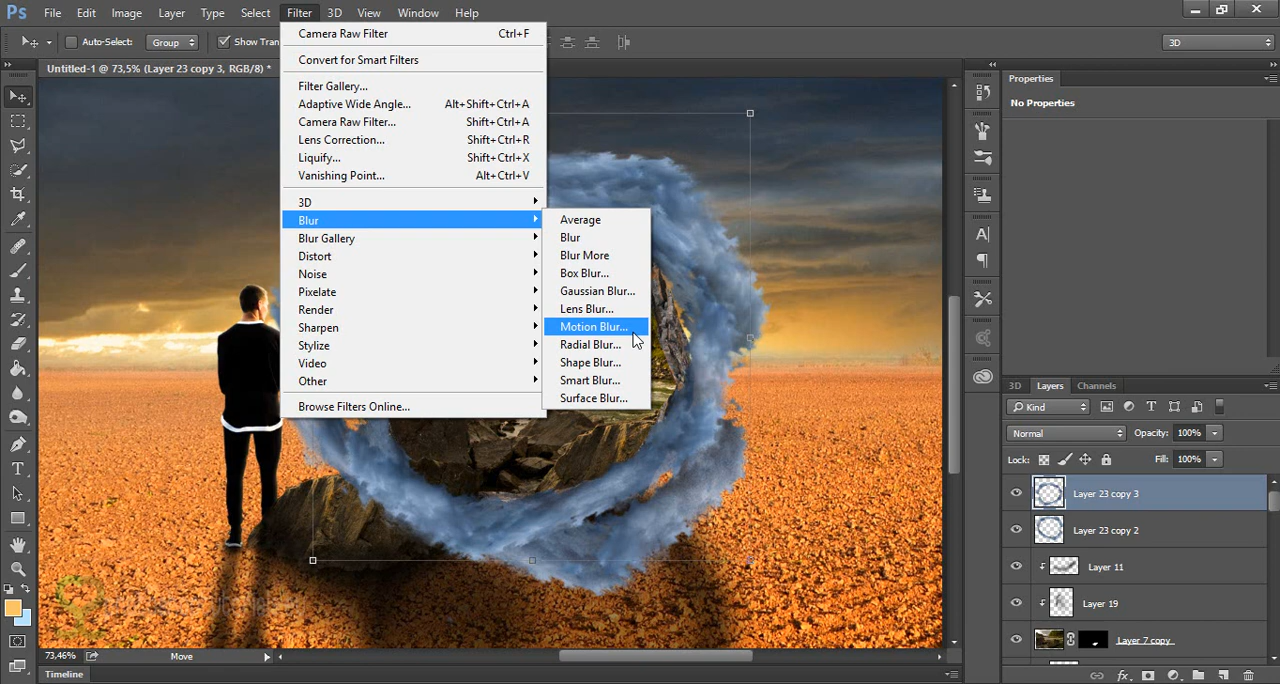 Ps File Edit Image Layer Type Select Filter 3D View Window Help
Auto-Select: Group Show Tran 3D
Untitled-1 @ 73,5% (Layer 23 copy 3, RGB/8) *
Camera Raw Filter Ctrl+F
Convert for Smart Filters
Filter Gallery...
Adaptive Wide Angle... Alt+Shift+Ctrl+A
Camera Raw Filter... Shift+Ctrl+A
Lens Correction... Shift+Ctrl+R
Liquify... Shift+Ctrl+X
Vanishing Point... Alt+Ctrl+V
3D
Blur
Blur Gallery
Distort
Noise
Pixelate
Render
Sharpen
Stylize
Video
Other
Browse Filters Online...
Average
Blur
Blur More
Box Blur...
Gaussian Blur...
Lens Blur...
Motion Blur...
Radial Blur...
Shape Blur...
Smart Blur...
Surface Blur...
Properties
No Properties
3D Layers Channels
Kind
Normal Opacity: 100%
Lock: Fill: 100%
Layer 23 copy 3
Layer 23 copy 2
Layer 11
Layer 19
Layer 7 copy
73,46% Move
Timeline